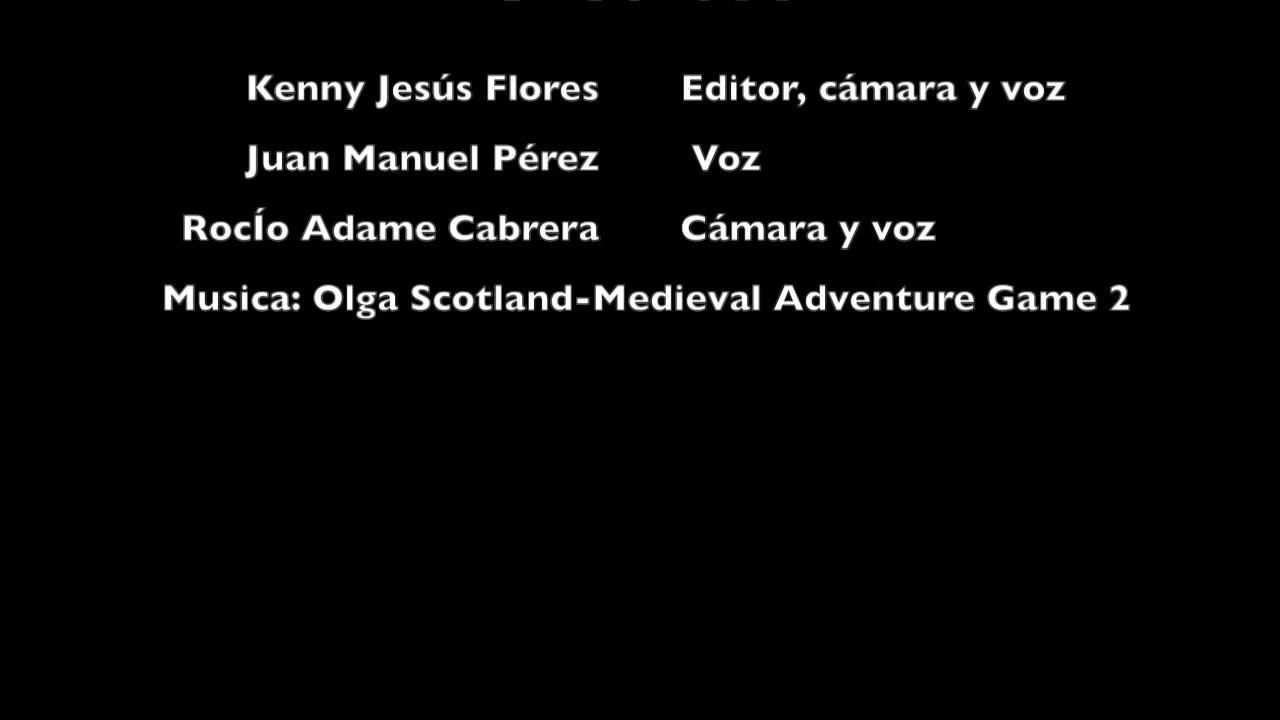 Kenny Jesús Flores Editor, cámara y voz
Juan Manuel Pérez Voz
RocÍo Adame Cabrera Cámara y voz
Musica: Olga Scotland-Medieval Adventure Game 2